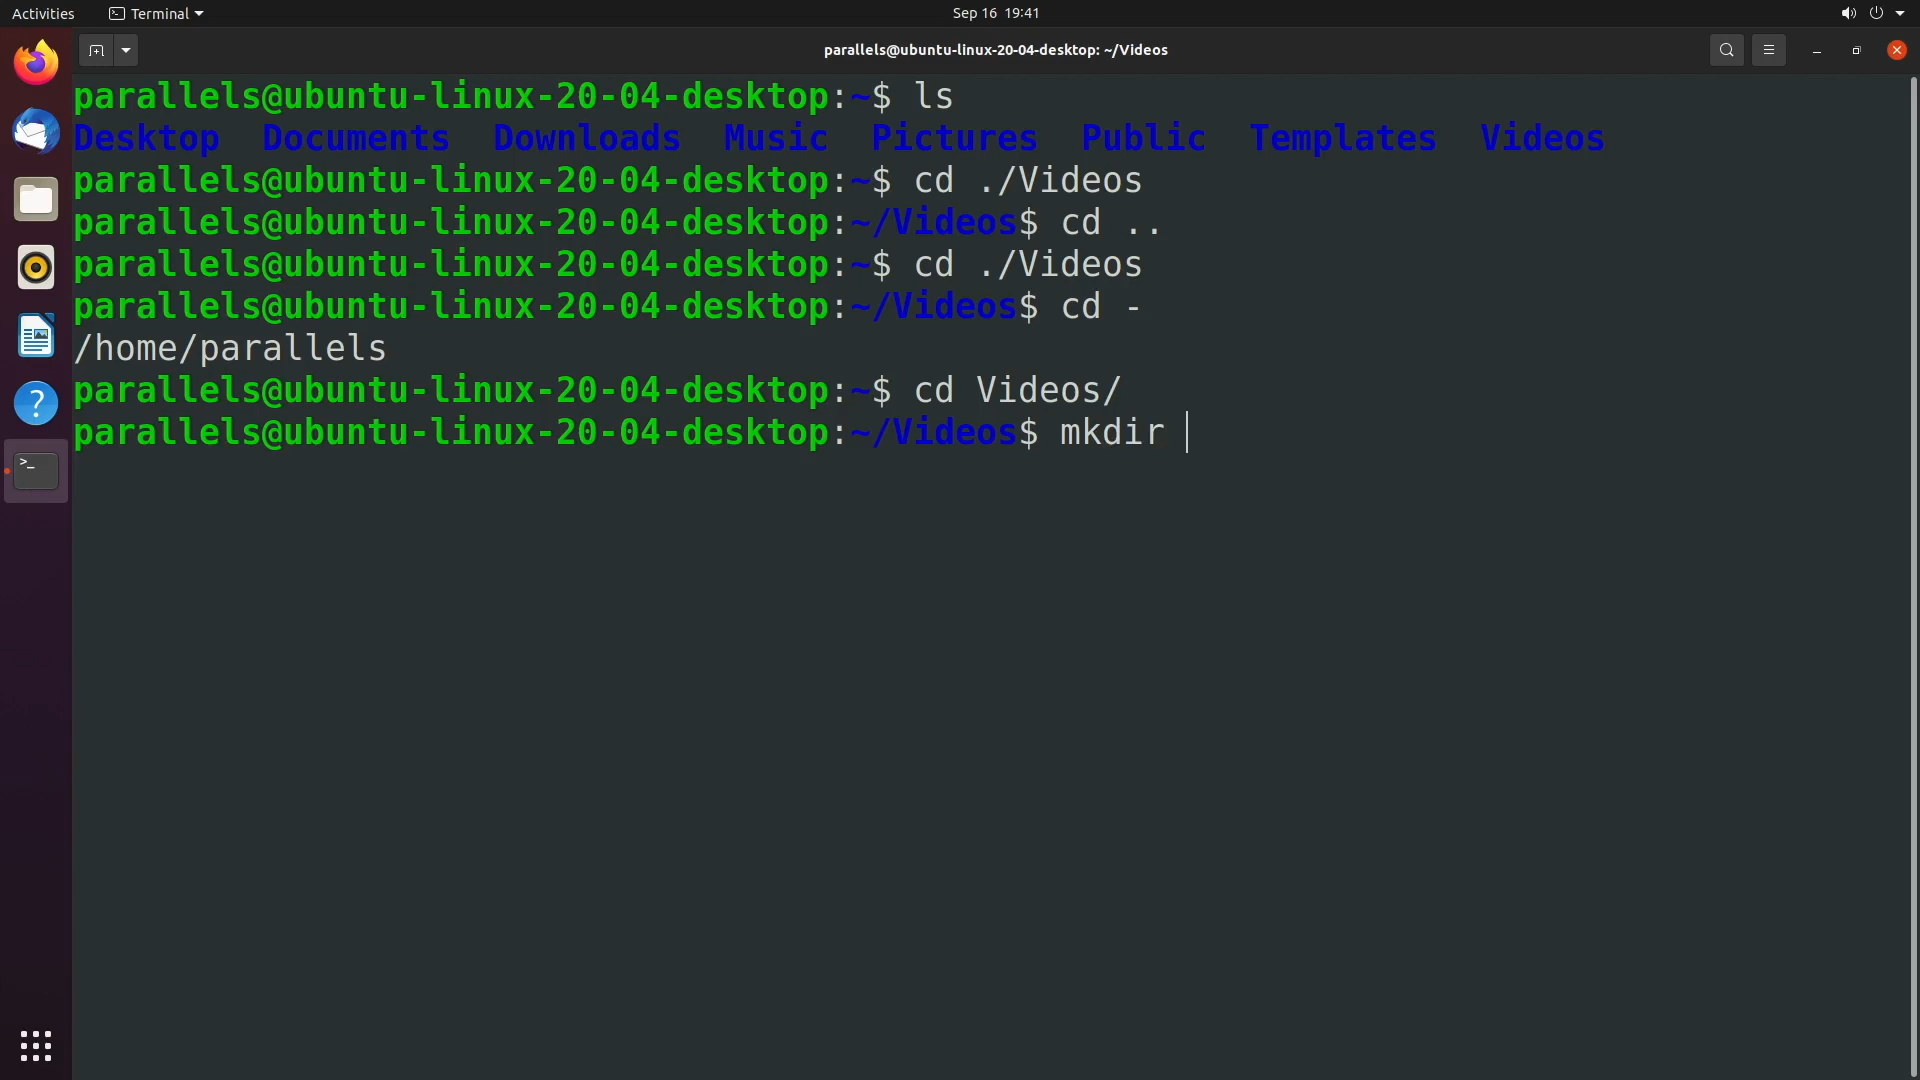 Activities Terminal Sep 16 19:41
parallels@ubuntu-linux-20-04-desktop: ~/Videos
parallels@ubuntu-linux-20-04-desktop:~$ ls
Desktop Documents Downloads Music Pictures Public Templates Videos
parallels@ubuntu-linux-20-04-desktop:~$ cd ./Videos
parallels@ubuntu-linux-20-04-desktop:~/Videos$ cd ..
parallels@ubuntu-linux-20-04-desktop:~$ cd ./Videos
parallels@ubuntu-linux-20-04-desktop:~/Videos$ cd -
/home/parallels
parallels@ubuntu-linux-20-04-desktop:~$ cd Videos/
parallels@ubuntu-linux-20-04-desktop:~/Videos$ mkdir